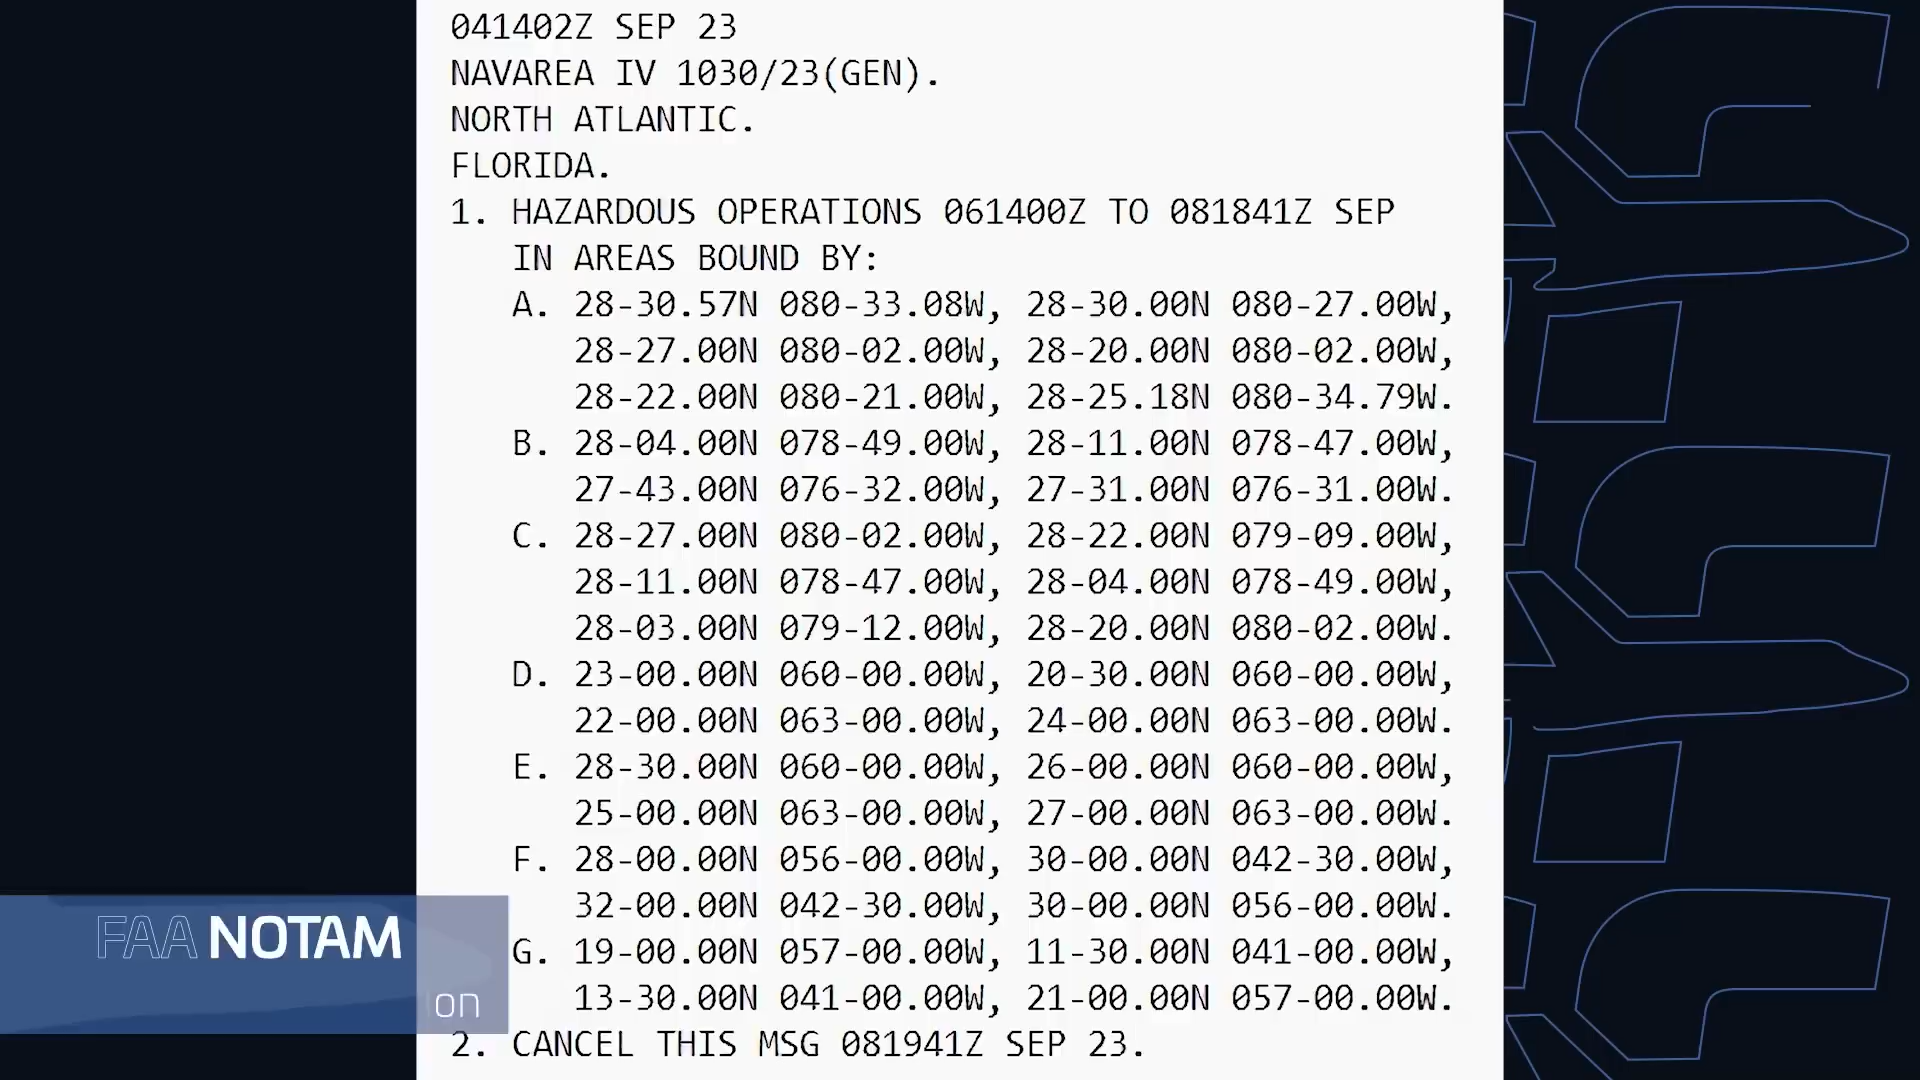 041402Z SEP 23
NAVAREA IV 1030/23(GEN).
NORTH ATLANTIC.
FLORIDA.
1. HAZARDOUS OPERATIONS 061400Z TO 081841Z SEP
IN AREAS BOUND BY:
A. 28-30.57N 080-33.08W, 28-30.00N 080-27.00W,
28-27.00N 080-02.00W, 28-20.00N 080-02.00W,
28-22.00N 080-21.00W, 28-25.18N 080-34.79W.
B. 28-04.00N 078-49.00W, 28-11.00N 078-47.00W,
27-43.00N 076-32.00W, 27-31.00N 076-31.00W.
C. 28-27.00N 080-02.00W, 28-22.00N 079-09.00W,
28-11.00N 078-47.00W, 28-04.00N 078-49.00W,
28-03.00N 079-12.00W, 28-20.00N 080-02.00W.
D. 23-00.00N 060-00.00W, 20-30.00N 060-00.00W,
22-00.00N 063-00.00W, 24-00.00N 063-00.00W.
E. 28-30.00N 060-00.00W, 26-00.00N 060-00.00W,
25-00.00N 063-00.00W, 27-00.00N 063-00.00W.
F. 28-00.00N 056-00.00W, 30-00.00N 042-30.00W,
32-00.00N 042-30.00W, 30-00.00N 056-00.00W.
G. 19-00.00N 057-00.00W, 11-30.00N 041-00.00W,
13-30.00N 041-00.00W, 21-00.00N 057-00.00W.
2. CANCEL THIS MSG 081941Z SEP 23.
FAA NOTAM